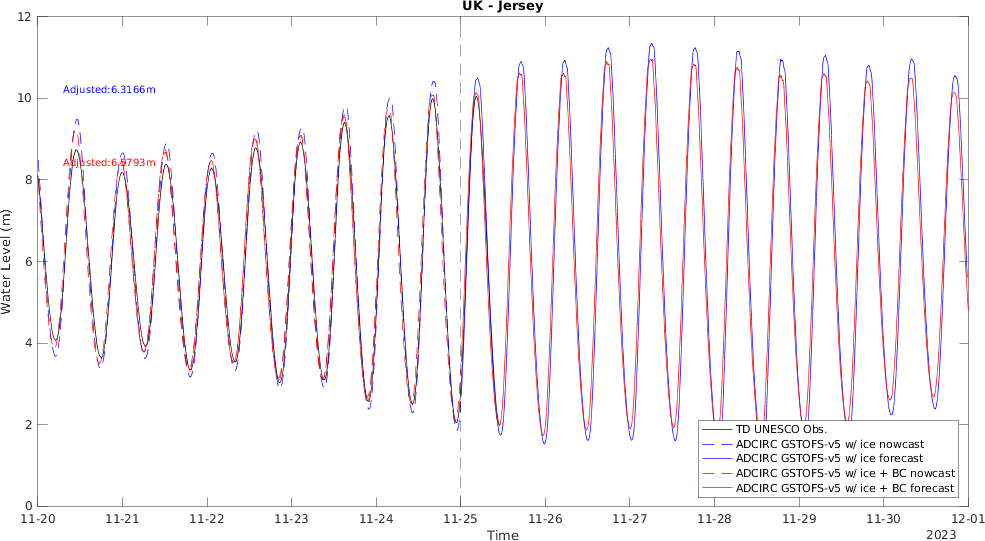 UK - Jersey
12
10
8
6
4
2
0
Water Level (m)
Adjusted:6.3166m
Adjusted:6.0793m
TD UNESCO Obs.
ADCIRC GSTOFS-v5 w/ ice nowcast
ADCIRC GSTOFS-v5 w/ ice forecast
ADCIRC GSTOFS-v5 w/ ice + BC nowcast
ADCIRC GSTOFS-v5 w/ ice + BC forecast
11-20 11-21 11-22 11-23 11-24 11-25 11-26 11-27 11-28 11-29 11-30 12-01
Time
2023